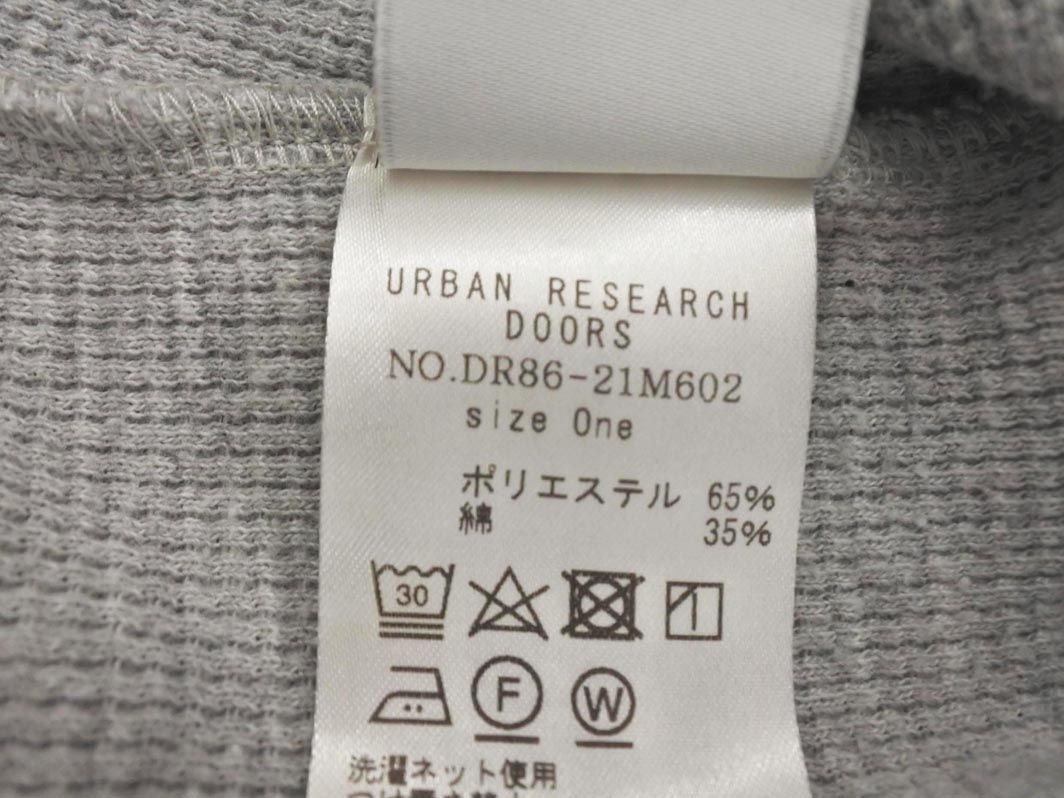 URBAN RESEARCH
DOORS
NO.DR86-21M602
size One
ポリエステル 65%
綿 35%
30
F W
洗濯ネット使用